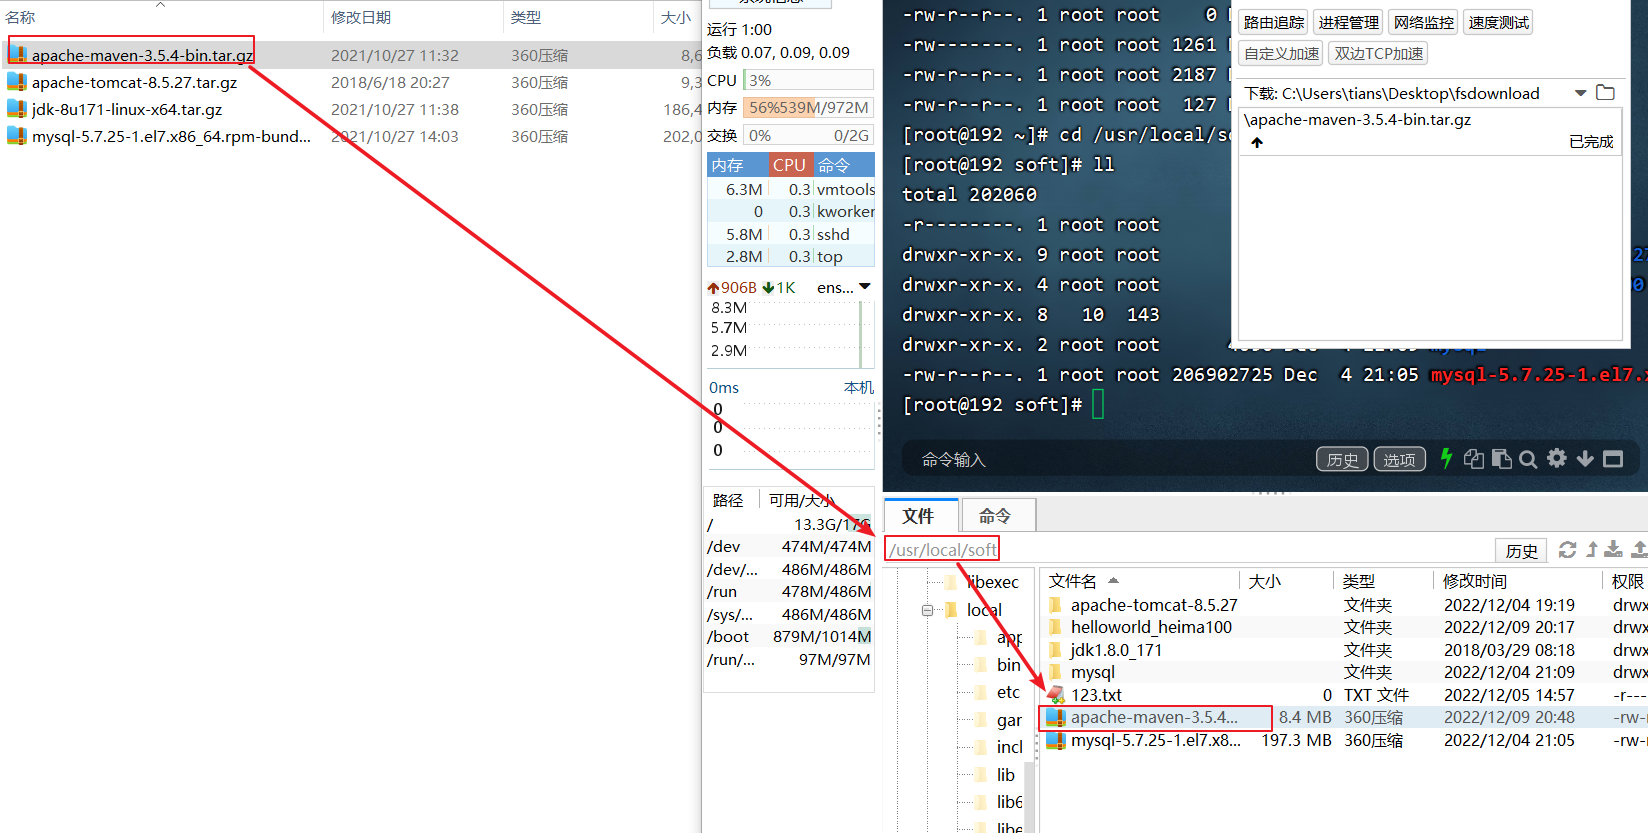 名称 修改日期 类型 大小
apache-maven-3.5.4-bin.tar.gz 2021/10/27 11:32 360压缩 8,6
apache-tomcat-8.5.27.tar.gz 2018/6/18 20:27 360压缩 9,3
jdk-8u171-linux-x64.tar.gz 2021/10/27 11:38 360压缩 186,4
mysql-5.7.25-1.el7.x86_64.rpm-bund... 2021/10/27 14:03 360压缩 202,0
运行 1:00
负载 0.07, 0.09, 0.09
CPU 3%
内存 56%539M/972M
交换 0% 0/2G
内存 CPU 命令
6.3M 0.3 vmtools
0 0.3 kworker
5.8M 0.3 sshd
2.8M 0.3 top
906B 1K ens...
8.3M
5.7M
2.9M
0ms 本机
0
0
0
路径 可用/大小
/ 13.3G/17G
/dev 474M/474M
/dev/... 486M/486M
/run 478M/486M
/sys/... 486M/486M
/boot 879M/1014M
/run/... 97M/97M
-rw-r--r--. 1 root root 0
-rw-------. 1 root root 1261
-rw-r--r--. 1 root root 2187
-rw-r--r--. 1 root root 127
[root@192 ~]# cd /usr/local/so
[root@192 soft]# ll
total 202060
-r--------. 1 root root
drwxr-xr-x. 9 root root 27
drwxr-xr-x. 4 root root 0
drwxr-xr-x. 8 10 143
drwxr-xr-x. 2 root root
-rw-r--r--. 1 root root 206902725 Dec 4 21:05 mysql-5.7.25-1.el7.x
[root@192 soft]#
路由追踪 进程管理 网络监控 速度测试
自定义加速 双边TCP加速
下载: C:\Users\tians\Desktop\fsdownload
\apache-maven-3.5.4-bin.tar.gz
已完成
命令输入 历史 选项
文件 命令
/usr/local/soft 历史
libexec
local
app
bin
etc
gar
incl
lib
lib6
libe
文件名 大小 类型 修改时间 权限
apache-tomcat-8.5.27 文件夹 2022/12/04 19:19 drwx
helloworld_heima100 文件夹 2022/12/09 20:17 drwx
jdk1.8.0_171 文件夹 2018/03/29 08:18 drwx
mysql 文件夹 2022/12/04 21:09 drwx
123.txt 0 TXT 文件 2022/12/05 14:57 -r---
apache-maven-3.5.4... 8.4 MB 360压缩 2022/12/09 20:48 -rw-r
mysql-5.7.25-1.el7.x8... 197.3 MB 360压缩 2022/12/04 21:05 -rw-r